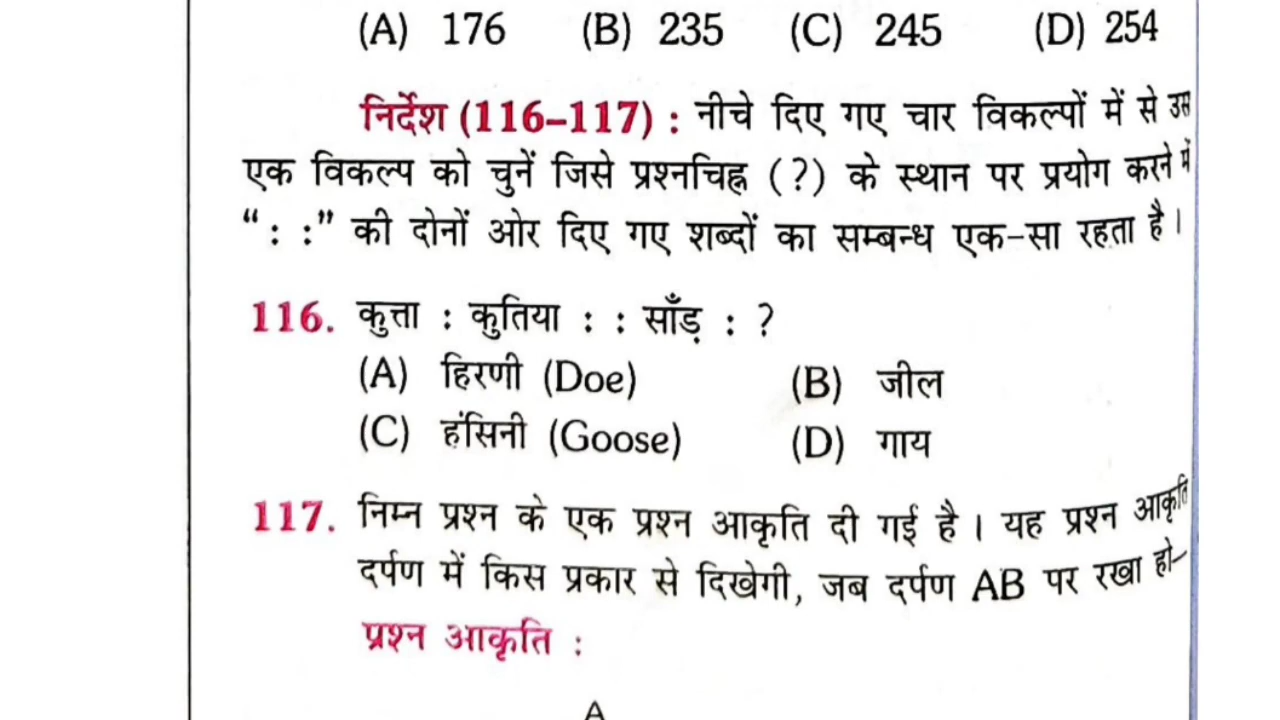 (A) 176 (B) 235 (C) 245 (D) 254
निर्देश (116–117) : नीचे दिए गए चार विकल्पों में से उस
एक विकल्प को चुनें जिसे प्रश्नचिह्न (?) के स्थान पर प्रयोग करने में
“: :” की दोनों ओर दिए गए शब्दों का सम्बन्ध एक-सा रहता है।
116. कुत्ता : कुतिया : : साँड़ : ?
(A) हिरणी (Doe) (B) जील
(C) हंसिनी (Goose) (D) गाय
117. निम्न प्रश्न के एक प्रश्न आकृति दी गई है। यह प्रश्न आकृति
दर्पण में किस प्रकार से दिखेगी, जब दर्पण AB पर रखा हो–
प्रश्न आकृति :
A